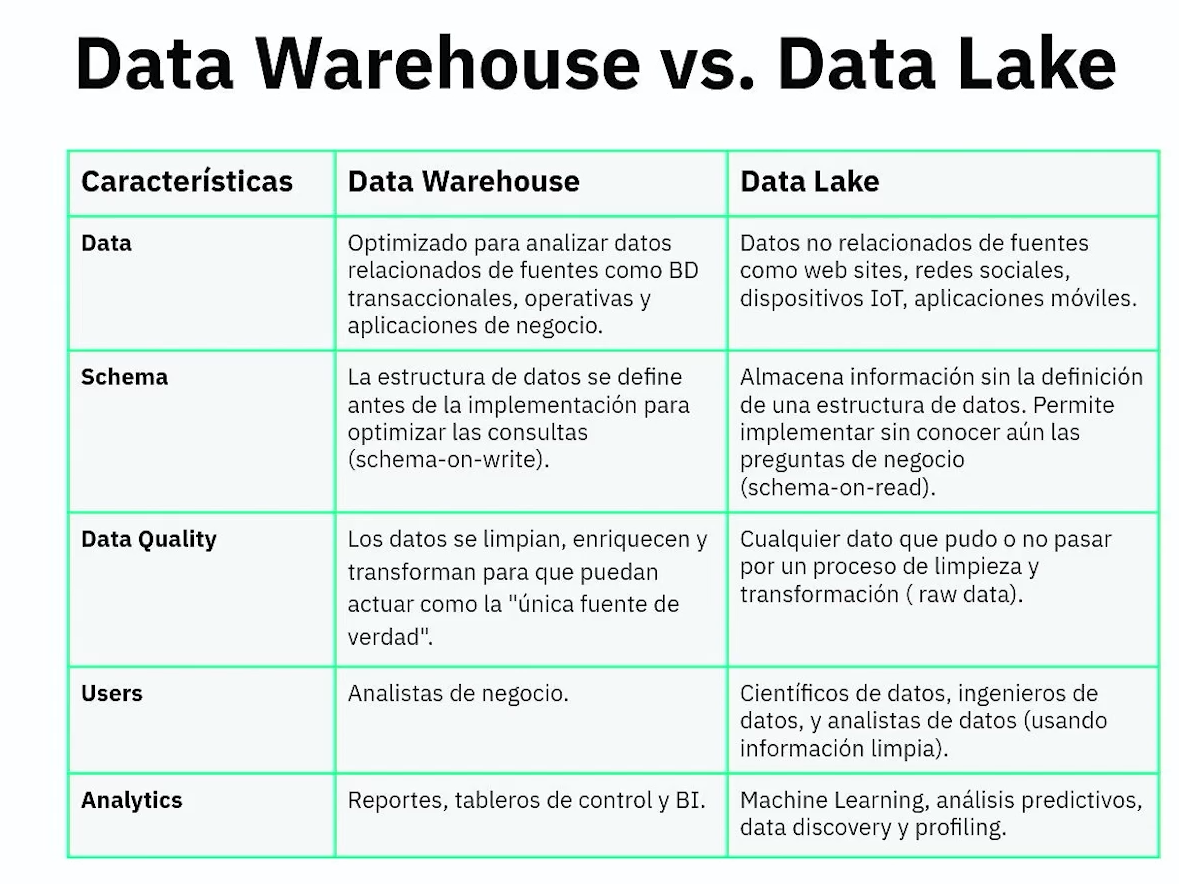 Data Warehouse vs. Data Lake
Características
Data Warehouse
Data Lake
Data
Optimizado para analizar datos
relacionados de fuentes como BD
transaccionales, operativas y
aplicaciones de negocio.
Datos no relacionados de fuentes
como web sites, redes sociales,
dispositivos IoT, aplicaciones móviles.
Schema
La estructura de datos se define
antes de la implementación para
optimizar las consultas
(schema-on-write).
Almacena información sin la definición
de una estructura de datos. Permite
implementar sin conocer aún las
preguntas de negocio
(schema-on-read).
Data Quality
Los datos se limpian, enriquecen y
transforman para que puedan
actuar como la "única fuente de
verdad".
Cualquier dato que pudo o no pasar
por un proceso de limpieza y
transformación ( raw data).
Users
Analistas de negocio.
Científicos de datos, ingenieros de
datos, y analistas de datos (usando
información limpia).
Analytics
Reportes, tableros de control y BI.
Machine Learning, análisis predictivos,
data discovery y profiling.